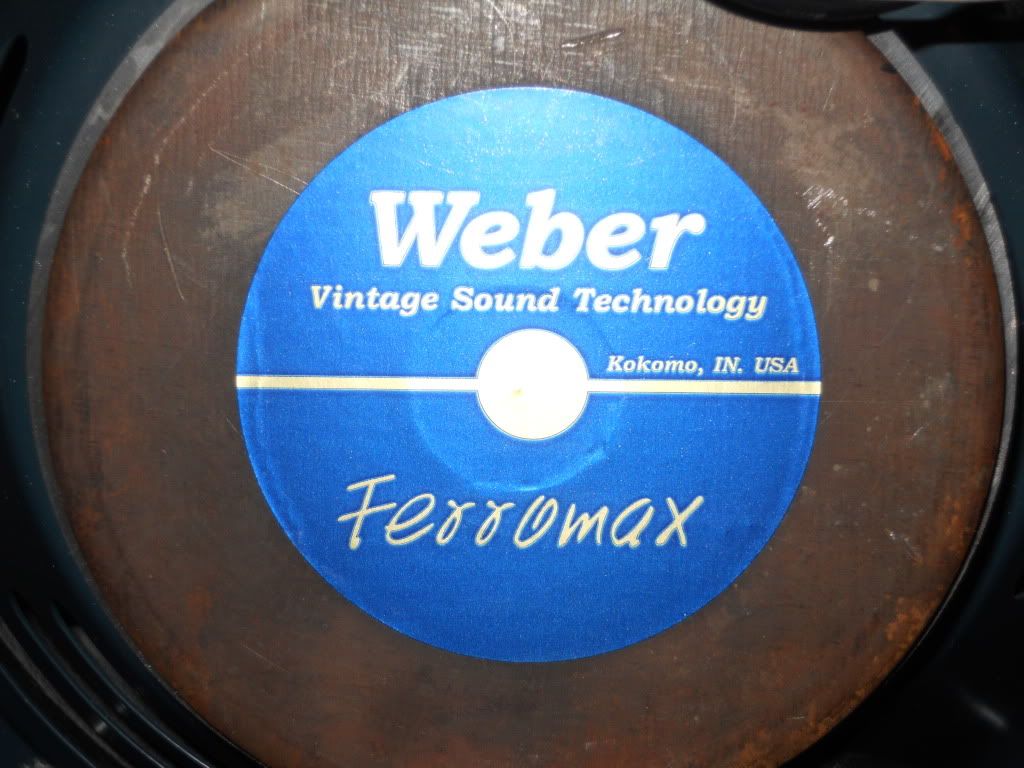 Weber
Vintage Sound Technology
Kokomo, IN. USA
Ferromax